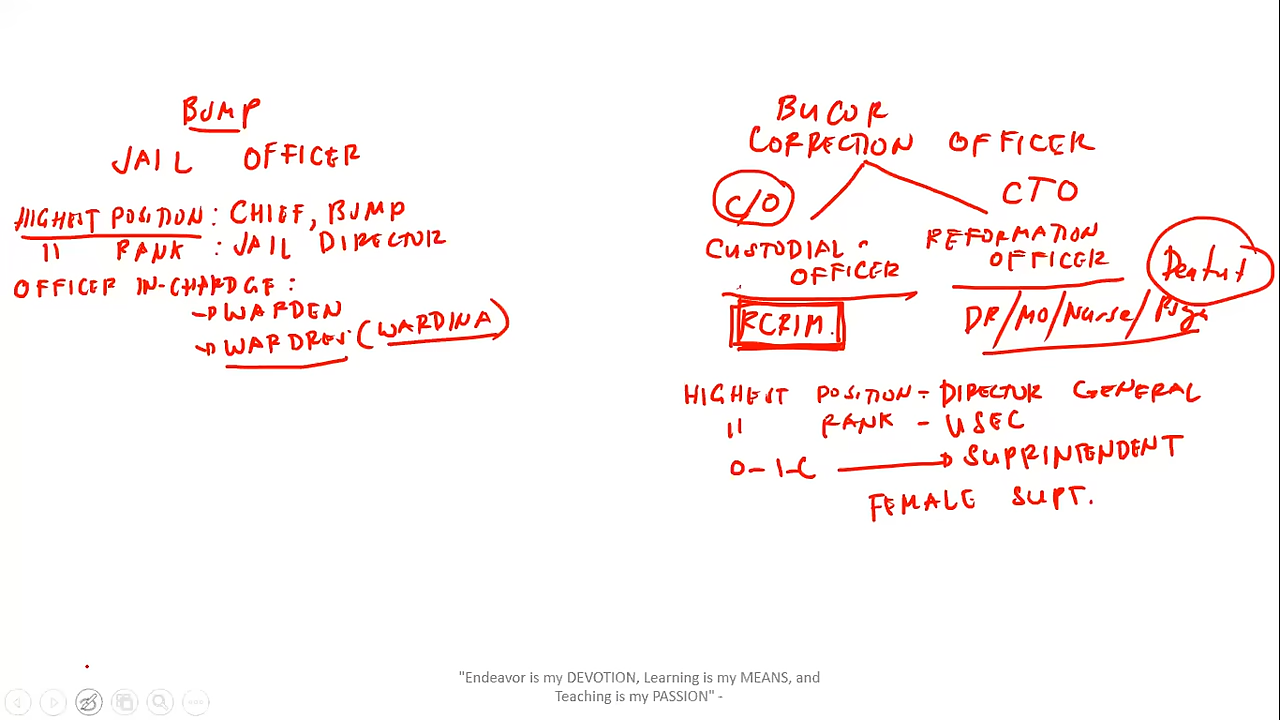 BJMP
JAIL OFFICER
HIGHEST POSITION : CHIEF, BJMP
" RANK : JAIL DIRECTOR
OFFICER IN-CHARDGE :
→ WARDEN
→ WARDRES (WARDINA)
BUCOR
CORRECTION OFFICER
C/O
CTO
CUSTODIAL OFFICER
REFORMATION OFFICER
RCRIM.
DR/MO/Nurse/
Dentist
HIGHEST POSITION - DIRECTOR GENERAL
" RANK - USEC
O-I-C → SUPRINTENDENT
FEMALE SUPT.
"Endeavor is my DEVOTION, Learning is my MEANS, and
Teaching is my PASSION" -